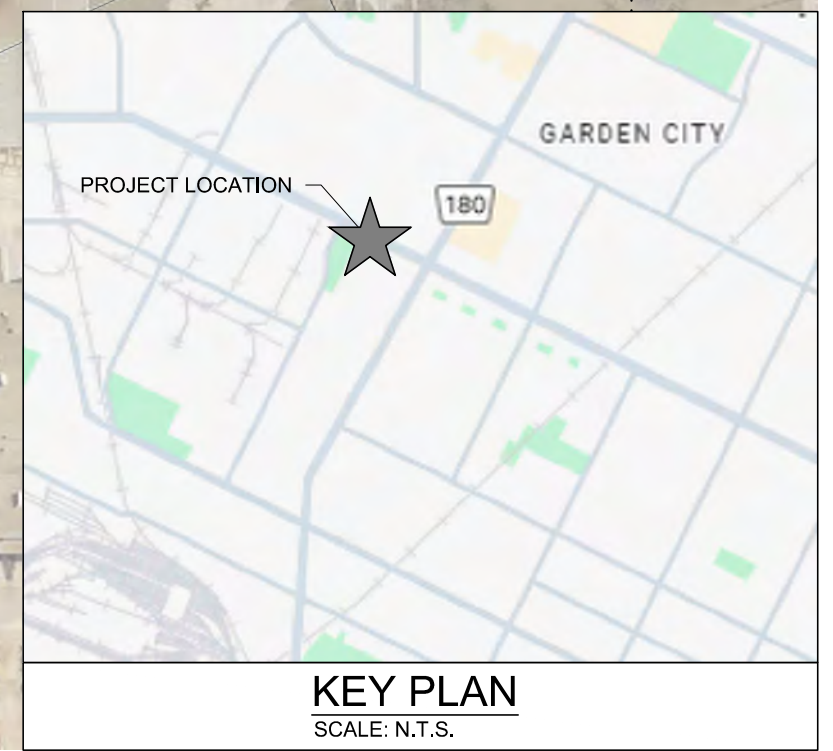 GARDEN CITY
PROJECT LOCATION
180
KEY PLAN
SCALE: N.T.S.